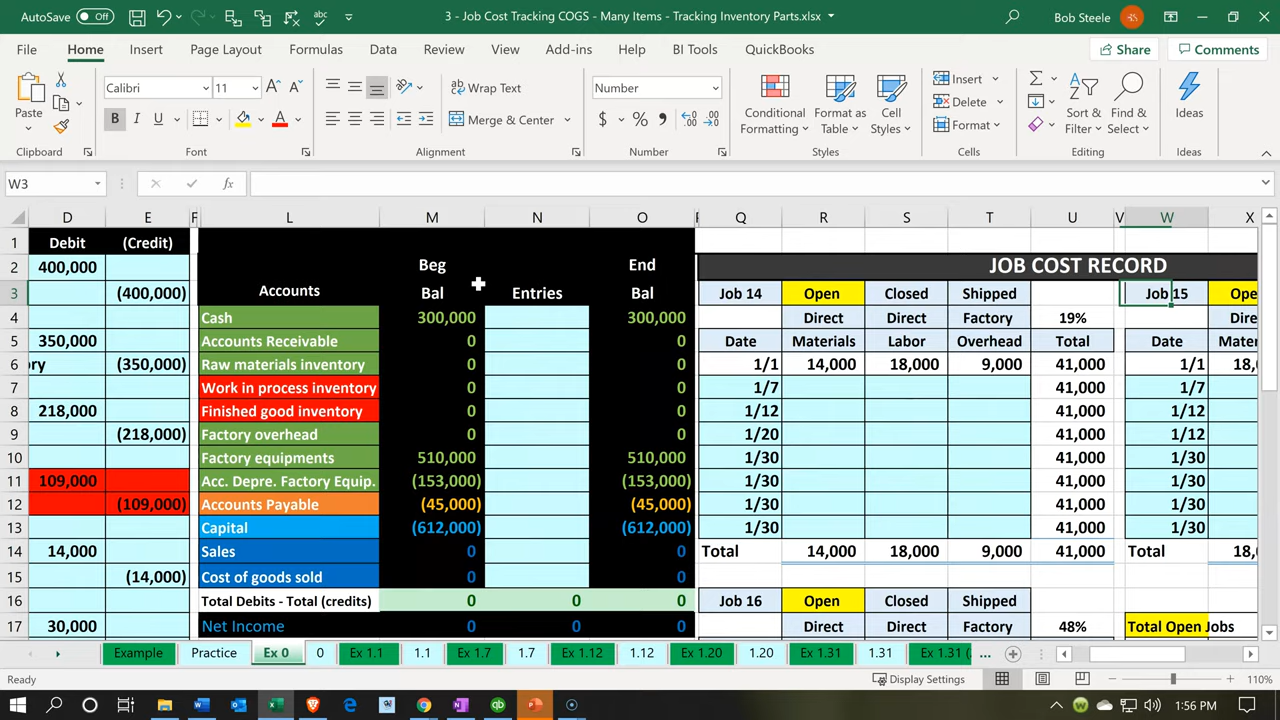 AutoSave Off 3 - Job Cost Tracking COGS - Many Items - Tracking Inventory Parts.xlsx Bob Steele BS
File Home Insert Page Layout Formulas Data Review View Add-ins Help BI Tools QuickBooks Share Comments
Calibri 11 Wrap Text Number Insert
Paste B I U Merge & Center $ % Conditional Formatting Format as Table Cell Styles Delete Format Sort & Filter Find & Select Ideas
Clipboard Font Alignment Number Styles Cells Editing Ideas
W3 fx
D E F L M N O Q R S T U V W X
1 Debit (Credit)
2 400,000 Beg End JOB COST RECORD
3 (400,000) Accounts Bal Entries Bal Job 14 Open Closed Shipped Job 15 Ope
4 Cash 300,000 300,000 Direct Direct Factory 19% Dire
5 350,000 Accounts Receivable 0 0 Date Materials Labor Overhead Total Date Mater
6 ory (350,000) Raw materials inventory 0 0 1/1 14,000 18,000 9,000 41,000 1/1 18,
7 Work in process inventory 0 0 1/7 41,000 1/7
8 218,000 Finished good inventory 0 0 1/12 41,000 1/12
9 (218,000) Factory overhead 0 0 1/20 41,000 1/12
10 Factory equipments 510,000 510,000 1/30 41,000 1/30
11 109,000 Acc. Depre. Factory Equip. (153,000) (153,000) 1/30 41,000 1/30
12 (109,000) Accounts Payable (45,000) (45,000) 1/30 41,000 1/30
13 Capital (612,000) (612,000) 1/30 41,000 1/30
14 14,000 Sales 0 0 Total 14,000 18,000 9,000 41,000 Total 18,
15 (14,000) Cost of goods sold 0 0
16 Total Debits - Total (credits) 0 0 0 Job 16 Open Closed Shipped
17 30,000 Net Income 0 0 0 Direct Direct Factory 48% Total Open Jobs
Example Practice Ex 0 0 Ex 1.1 1.1 Ex 1.7 1.7 Ex 1.12 1.12 Ex 1.20 1.20 Ex 1.31 1.31 Ex 1.31 ( ...
Ready Display Settings 110%
1:56 PM